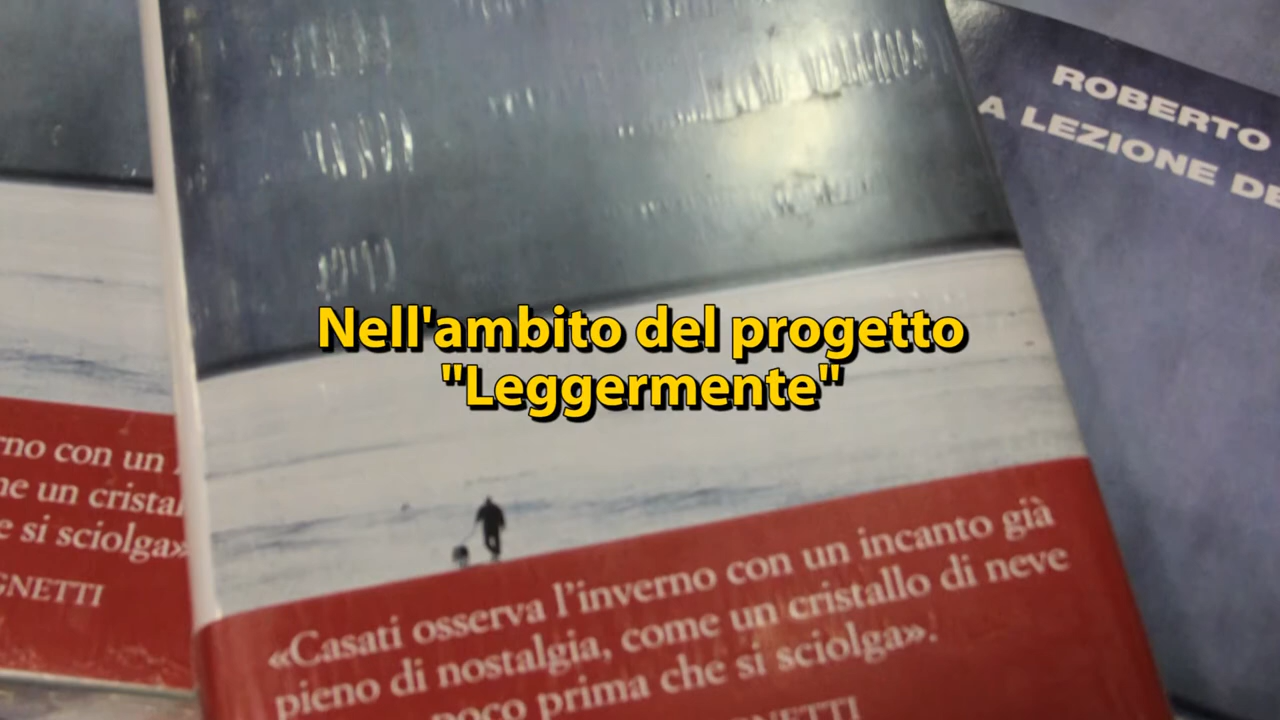 ROBERTO
A LEZIONE DE
Nell'ambito del progetto
"Leggermente"
«Casati osserva l'inverno con un incanto già
pieno di nostalgia, come un cristallo di neve
poco prima che si sciolga».
GNETTI
rno con un
ne un cristal
e si sciolga»
GNETTI